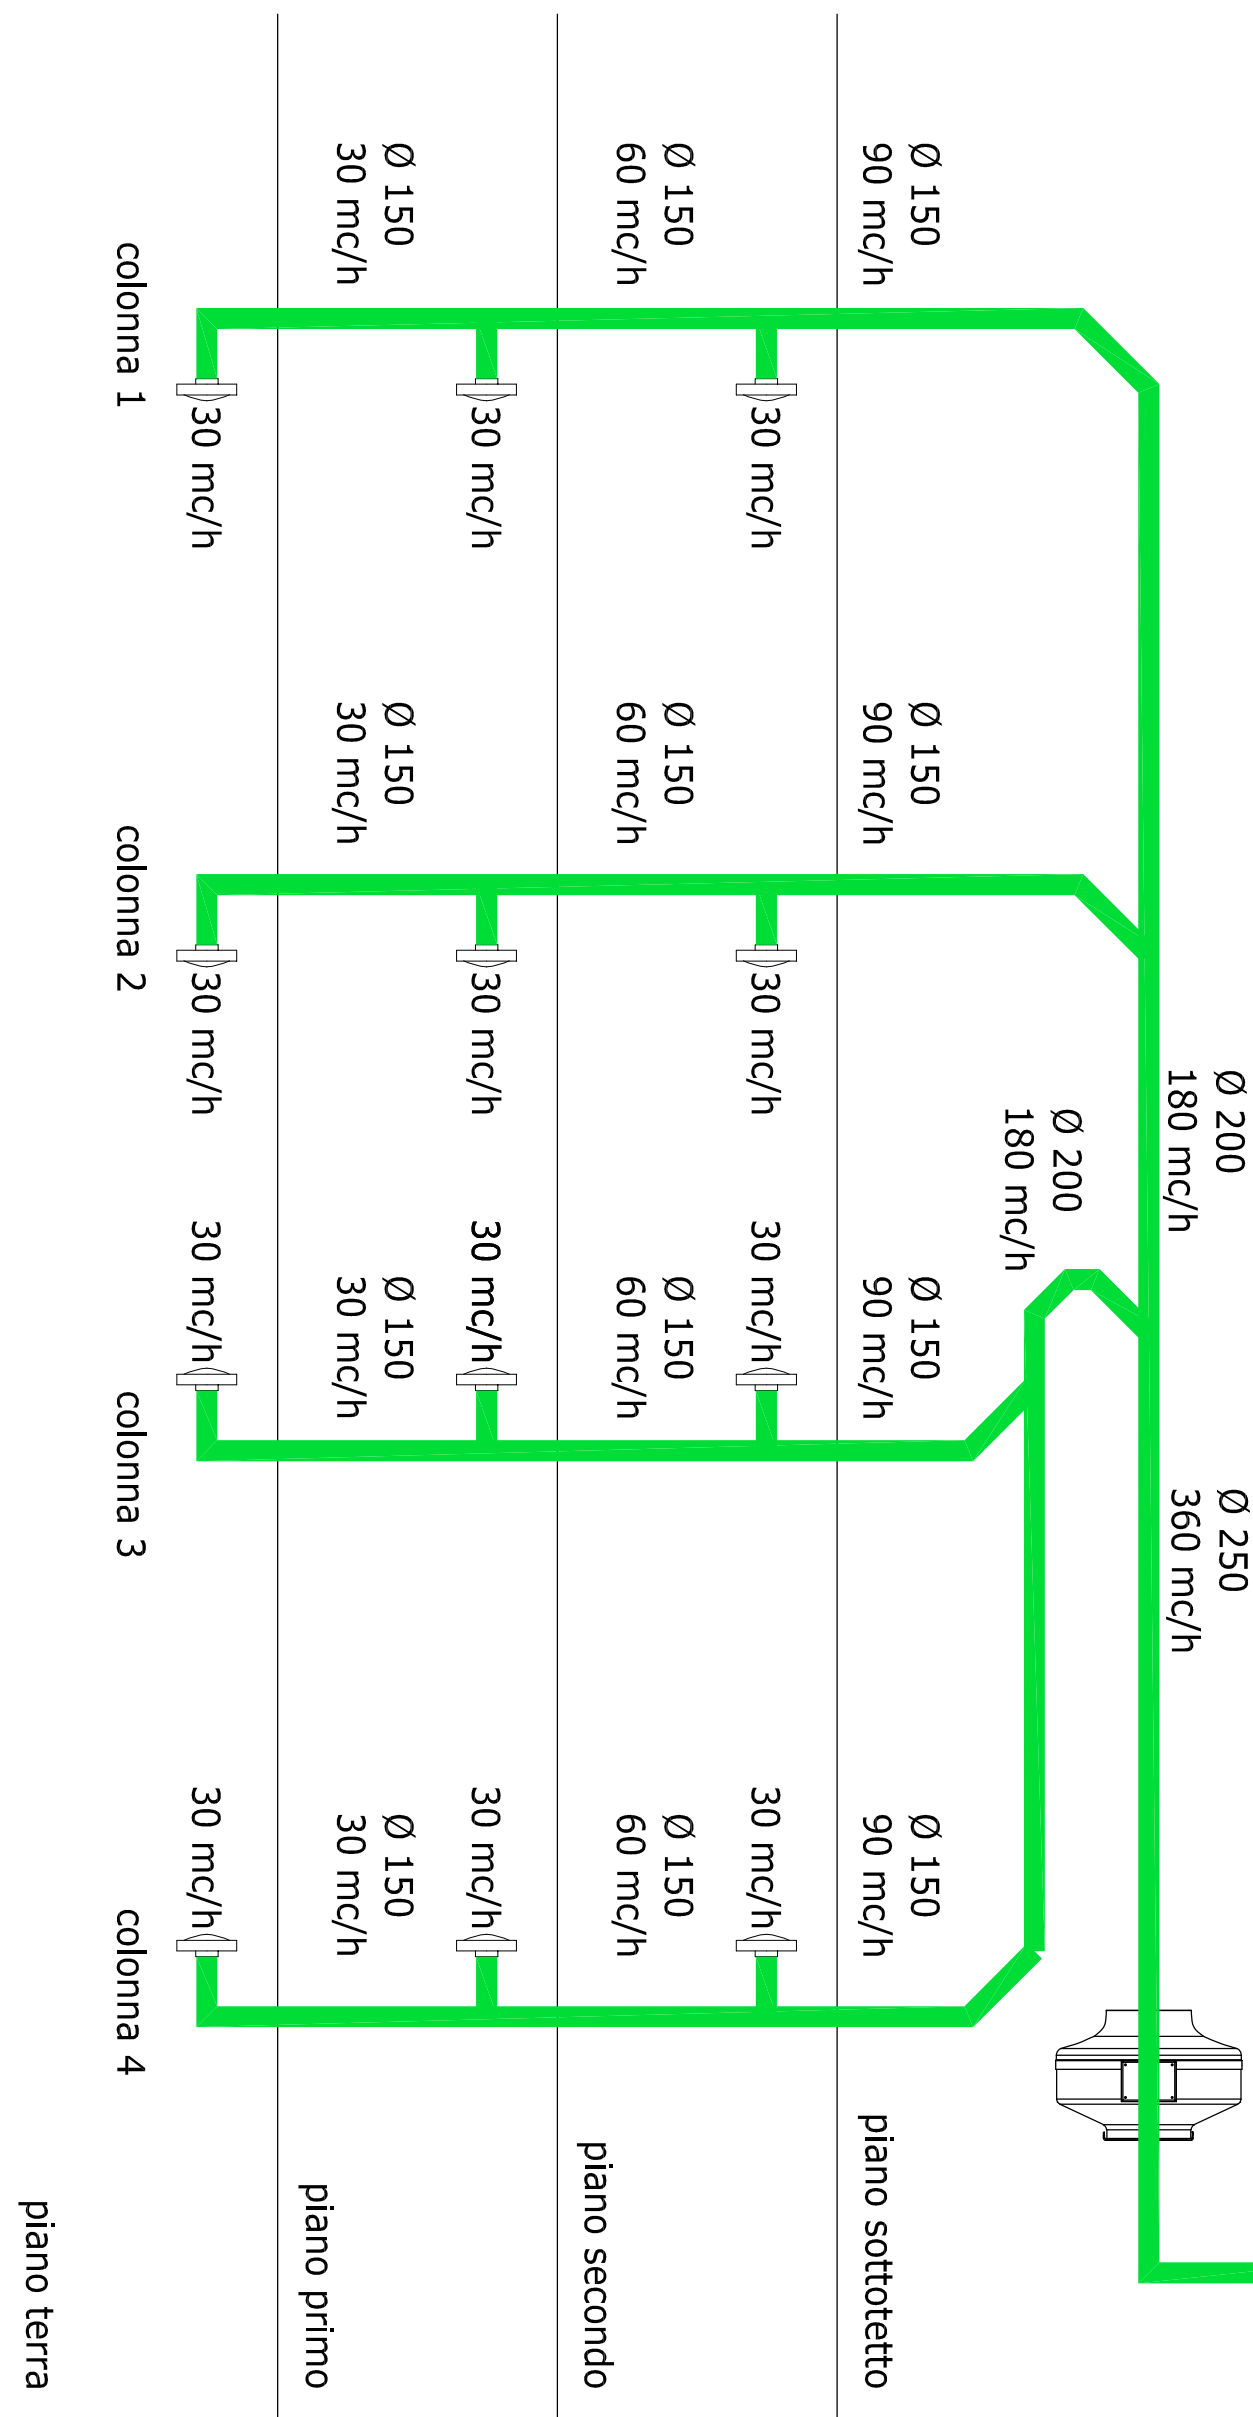 Ø 250
360 mc/h
Ø 200
180 mc/h
Ø 200
180 mc/h
Ø 150
90 mc/h
Ø 150
90 mc/h
Ø 150
90 mc/h
Ø 150
90 mc/h
piano sottotetto
30 mc/h
30 mc/h
30 mc/h
30 mc/h
Ø 150
60 mc/h
Ø 150
60 mc/h
Ø 150
60 mc/h
Ø 150
60 mc/h
piano secondo
30 mc/h
30 mc/h
30 mc/h
30 mc/h
Ø 150
30 mc/h
Ø 150
30 mc/h
Ø 150
30 mc/h
Ø 150
30 mc/h
piano primo
30 mc/h
30 mc/h
30 mc/h
30 mc/h
colonna 1
colonna 2
colonna 3
colonna 4
piano terra